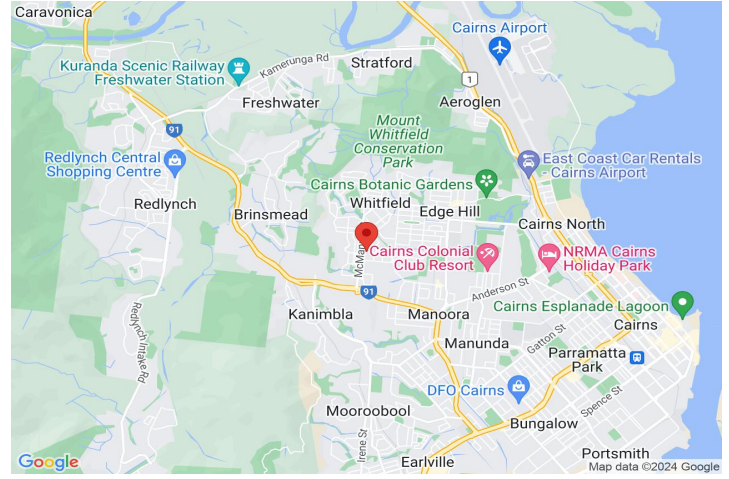 Caravonica
Cairns Airport
Kuranda Scenic Railway
Freshwater Station
Kamerunga Rd
Stratford
1
Aeroglen
Freshwater
Mount
Whitfield
Conservation
Park
91
Redlynch Central
Shopping Centre
East Coast Car Rentals
- Cairns Airport
Cairns Botanic Gardens
Redlynch
Whitfield
Edge Hill
Brinsmead
Cairns North
McMan
Cairns Colonial
Club Resort
NRMA Cairns
Holiday Park
91
Anderson St
Cairns Esplanade Lagoon
Redlynch Intake Rd
Kanimbla
Manoora
Cairns
Gatton St
Manunda
Parramatta
Park
DFO Cairns
Spence St
Mooroobool
Bungalow
Irene St
Portsmith
Earlville
Google
Map data ©2024 Google